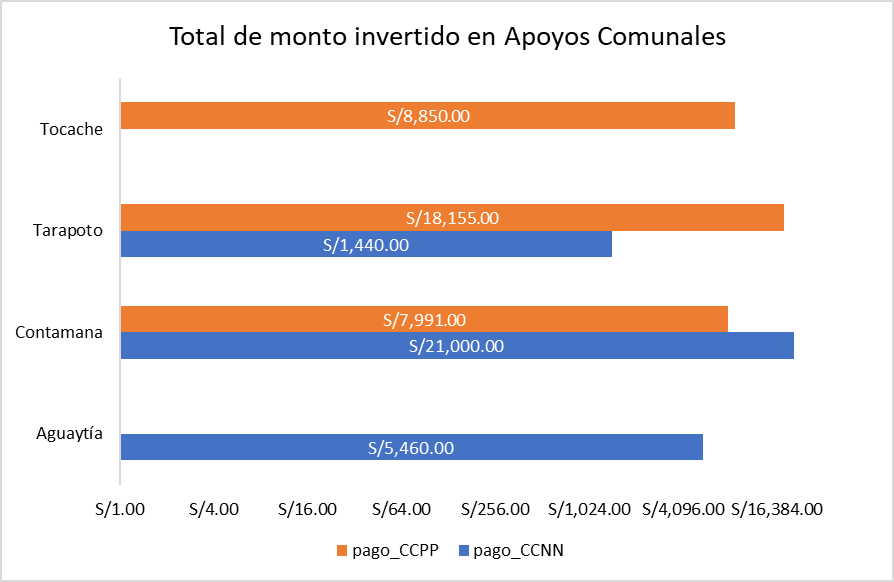 Total de monto invertido en Apoyos Comunales
Tocache
S/8,850.00
Tarapoto
S/18,155.00
S/1,440.00
Contamana
S/7,991.00
S/21,000.00
Aguaytía
S/5,460.00
S/1.00 S/4.00 S/16.00 S/64.00 S/256.00 S/1,024.00 S/4,096.00 S/16,384.00
pago_CCPP pago_CCNN